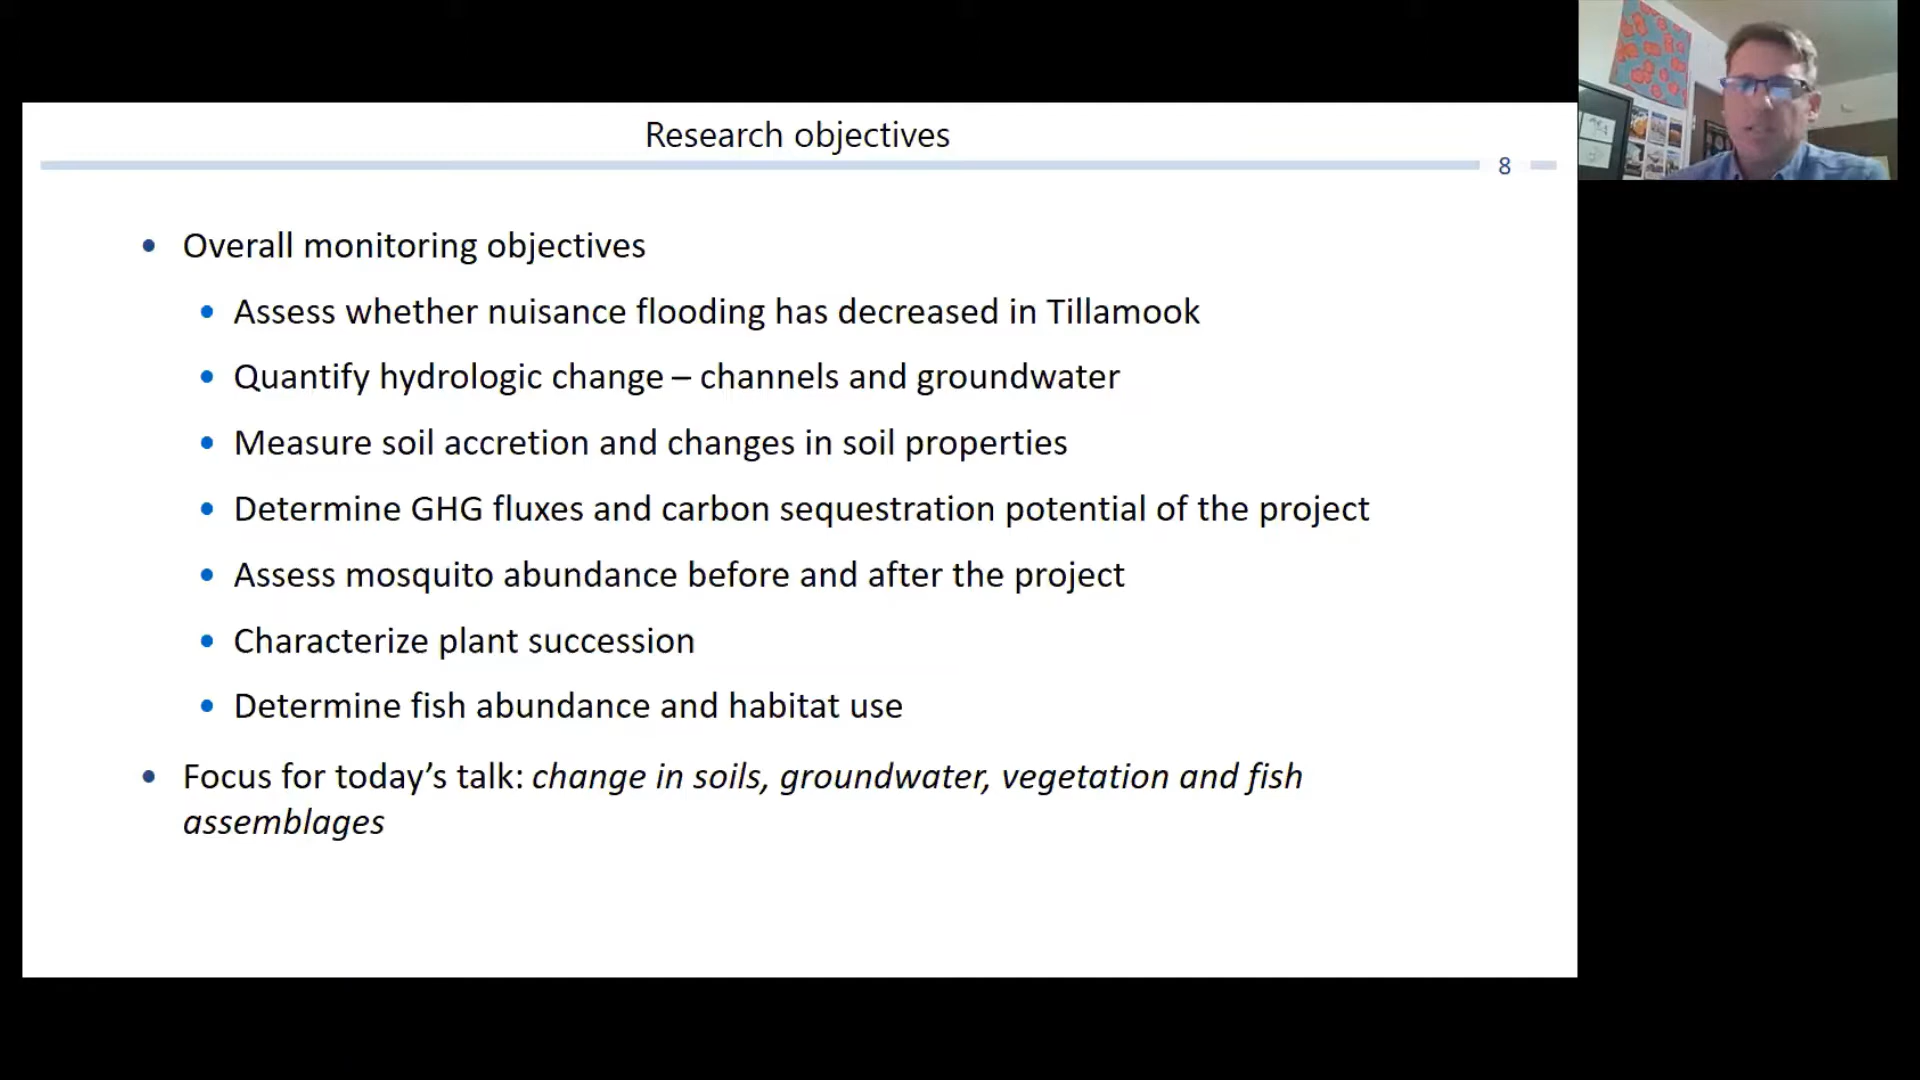 Research objectives
8
• Overall monitoring objectives
• Assess whether nuisance flooding has decreased in Tillamook
• Quantify hydrologic change – channels and groundwater
• Measure soil accretion and changes in soil properties
• Determine GHG fluxes and carbon sequestration potential of the project
• Assess mosquito abundance before and after the project
• Characterize plant succession
• Determine fish abundance and habitat use
• Focus for today’s talk: change in soils, groundwater, vegetation and fish
assemblages